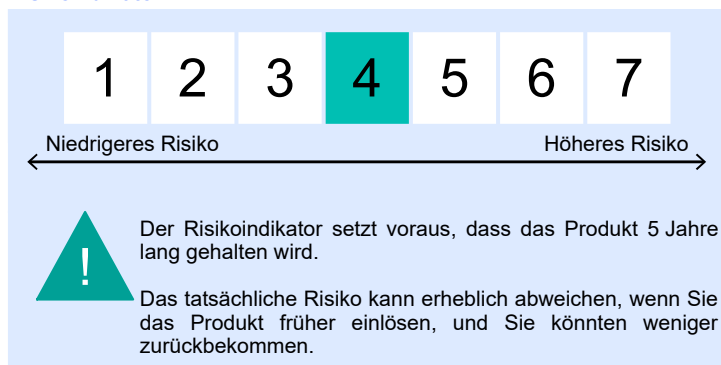 1 2 3 4 5 6 7
Niedrigeres Risiko Höheres Risiko
! Der Risikoindikator setzt voraus, dass das Produkt 5 Jahre
lang gehalten wird.
Das tatsächliche Risiko kann erheblich abweichen, wenn Sie
das Produkt früher einlösen, und Sie könnten weniger
zurückbekommen.